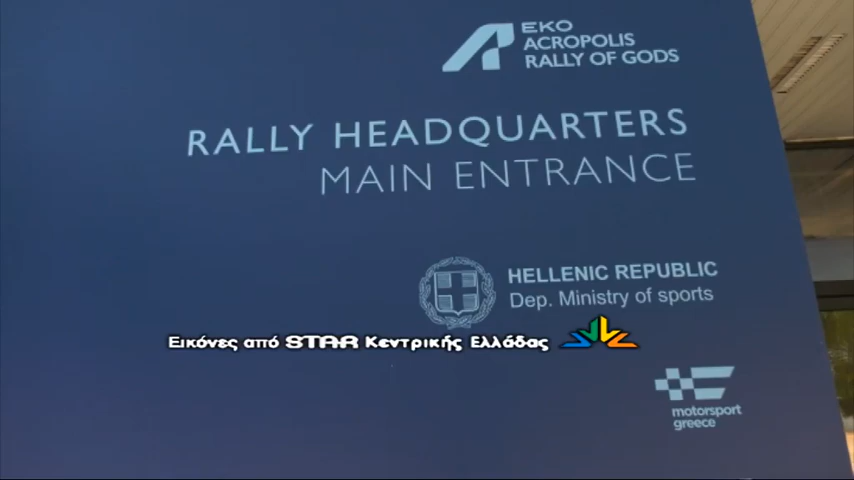 EKO
ACROPOLIS
RALLY OF GODS
RALLY HEADQUARTERS
MAIN ENTRANCE
HELLENIC REPUBLIC
Dep. Ministry of sports
Εικόνες από STAR Κεντρικής Ελλάδας
motorsport
greece